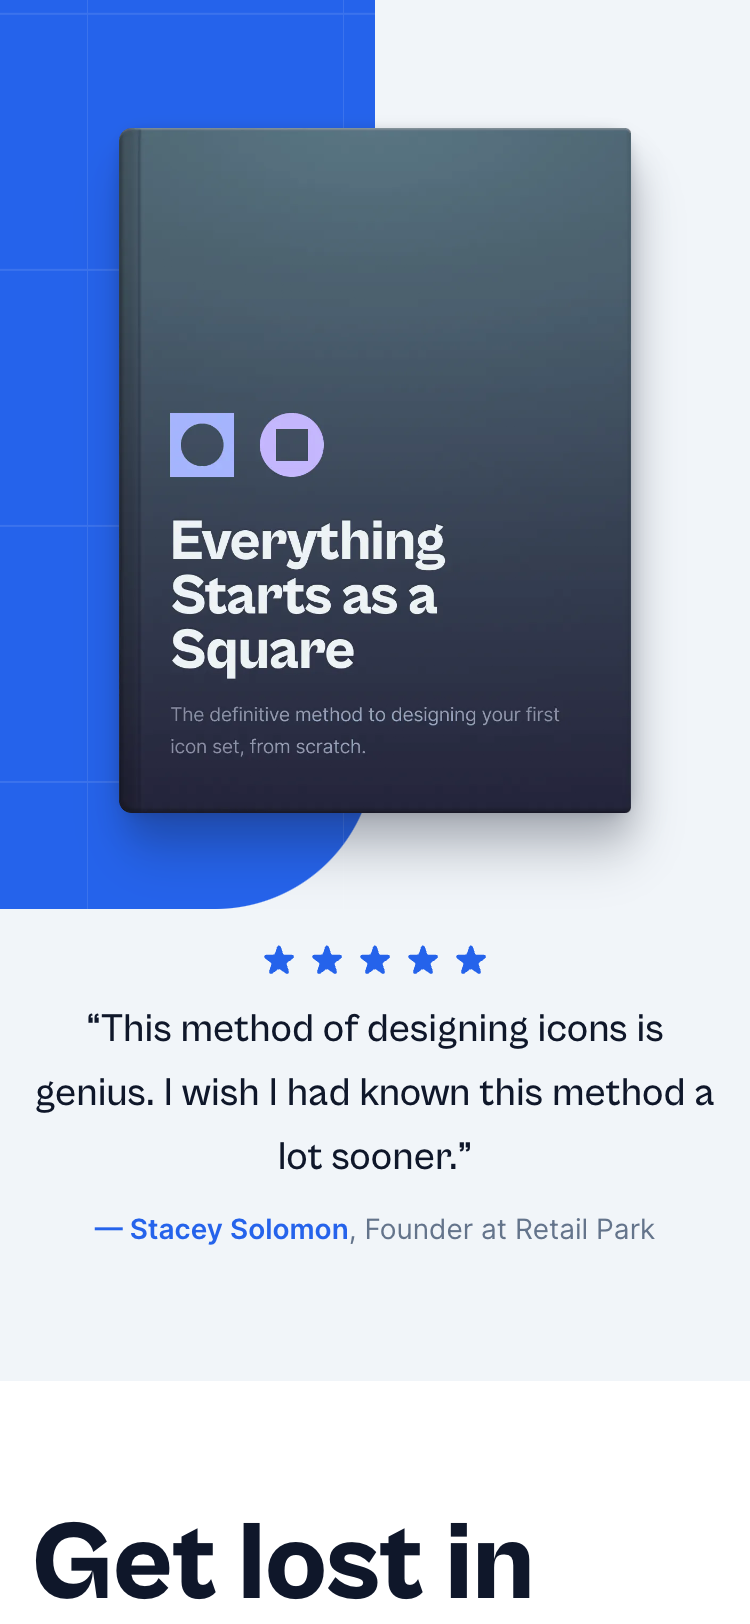 Everything
Starts as a
Square
The definitive method to designing your first
icon set, from scratch.
“This method of designing icons is
genius. I wish I had known this method a
lot sooner.”
— Stacey Solomon, Founder at Retail Park
Get lost in